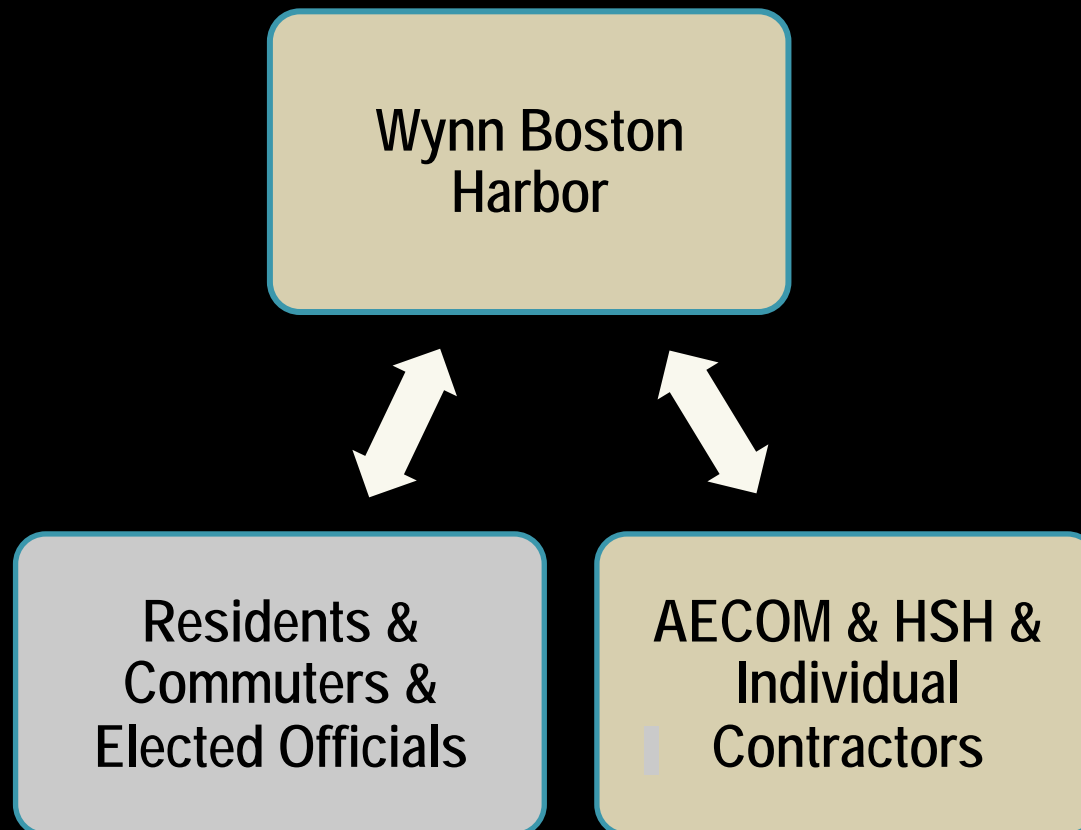 Wynn Boston
Harbor
Residents &
Commuters &
Elected Officials
AECOM & HSH &
Individual
Contractors